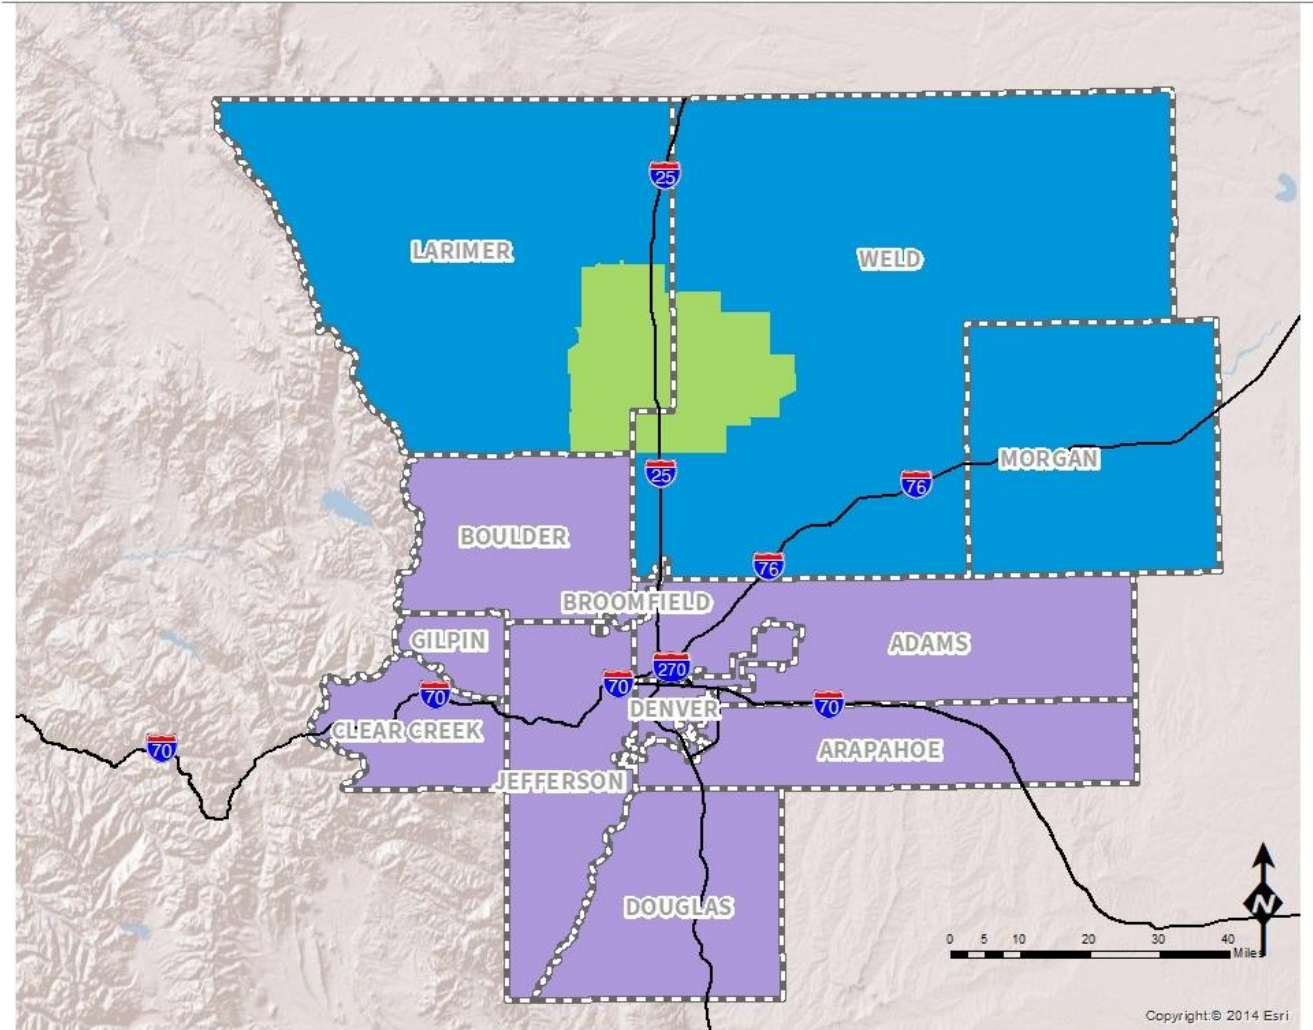 25
LARIMER
WELD
MORGAN
25
76
BOULDER
76
BROOMFIELD
GILPIN
ADAMS
270
70
70
70
DENVER
CLEAR CREEK
70
ARAPAHOE
JEFFERSON
DOUGLAS
N
0 5 10 20 30 40
Miles
Copyright:© 2014 Esri